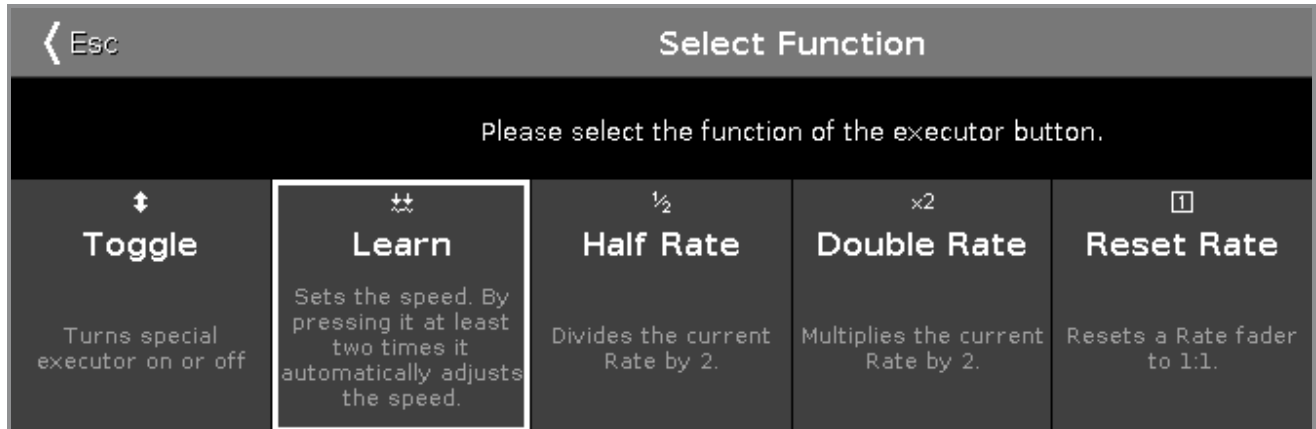 Esc
Select Function
Please select the function of the executor button.
Toggle
Turns special
executor on or off
Learn
Sets the speed. By
pressing it at least
two times it
automatically adjusts
the speed.
½
Half Rate
Divides the current
Rate by 2.
×2
Double Rate
Multiplies the current
Rate by 2.
1
Reset Rate
Resets a Rate fader
to 1:1.